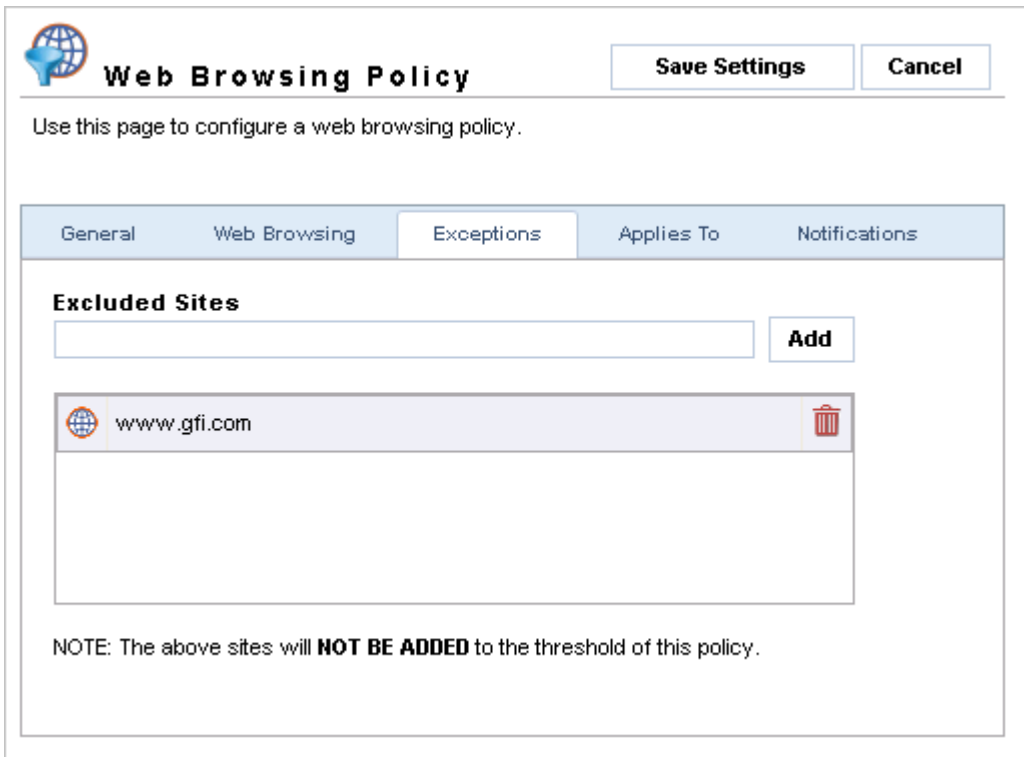 Web Browsing Policy
Save Settings
Cancel
Use this page to configure a web browsing policy.
General
Web Browsing
Exceptions
Applies To
Notifications
Excluded Sites
Add
www.gfi.com
NOTE: The above sites will NOT BE ADDED to the threshold of this policy.